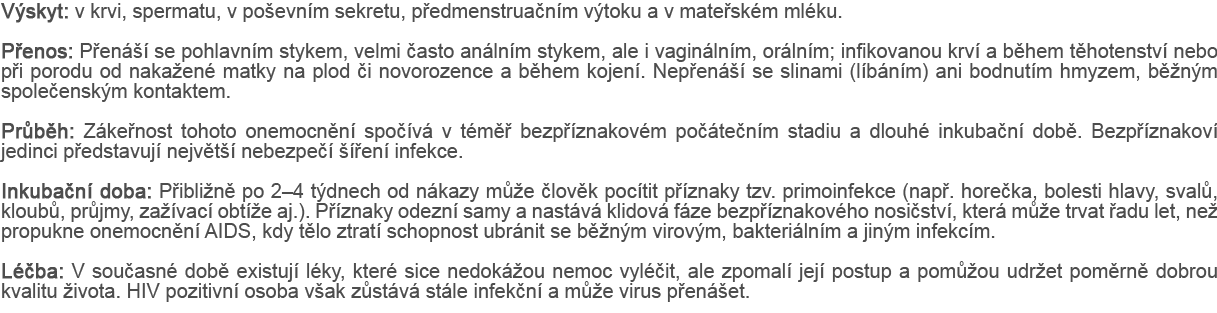 Výskyt: v krvi, spermatu, v poševním sekretu, předmenstruačním výtoku a v mateřském mléku.
Přenos: Přenáší se pohlavním stykem, velmi často análním stykem, ale i vaginálním, orálním; infikovanou krví a během těhotenství nebo
při porodu od nakažené matky na plod či novorozence a během kojení. Nepřenáší se slinami (líbáním) ani bodnutím hmyzem, běžným
společenským kontaktem.
Průběh: Zákeřnost tohoto onemocnění spočívá v téměř bezpříznakovém počátečním stadiu a dlouhé inkubační době. Bezpříznakoví
jedinci představují největší nebezpečí šíření infekce.
Inkubační doba: Přibližně po 2–4 týdnech od nákazy může člověk pocítit příznaky tzv. primoinfekce (např. horečka, bolesti hlavy, svalů,
kloubů, průjmy, zažívací obtíže aj.). Příznaky odezní samy a nastává klidová fáze bezpříznakového nosičství, která může trvat řadu let, než
propukne onemocnění AIDS, kdy tělo ztratí schopnost ubránit se běžným virovým, bakteriálním a jiným infekcím.
Léčba: V současné době existují léky, které sice nedokážou nemoc vyléčit, ale zpomalí její postup a pomůžou udržet poměrně dobrou
kvalitu života. HIV pozitivní osoba však zůstává stále infekční a může virus přenášet.